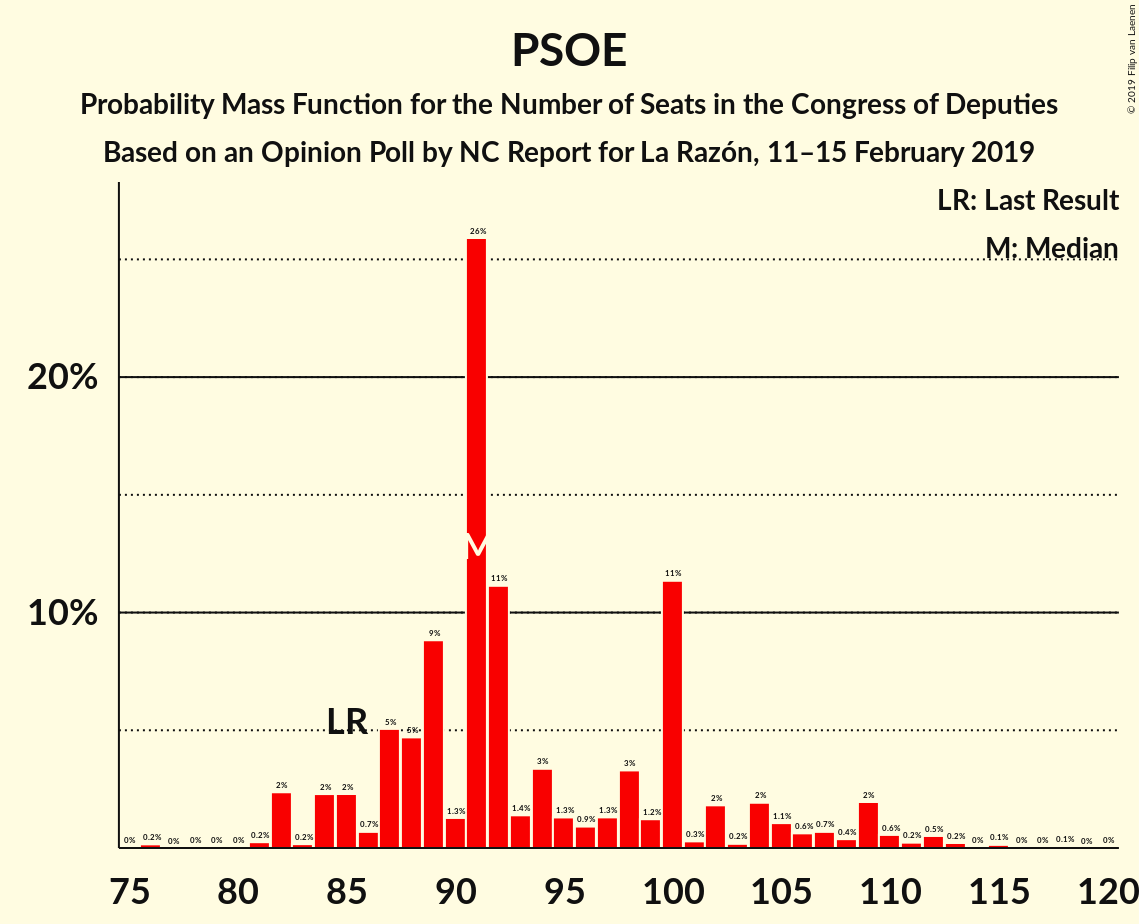 PSOE
Probability Mass Function for the Number of Seats in the Congress of Deputies
Based on an Opinion Poll by NC Report for La Razón, 11–15 February 2019
© 2019 Filip van Laenen
LR: Last Result
M: Median
20%
10%
0% 0.2% 0% 0% 0% 0% 0.2% 2% 0.2% 2% 2% 0.7% 5% 5% 9% 1.3% 26% 11% 1.4% 3% 1.3% 0.9% 1.3% 3% 1.2% 11% 0.3% 2% 0.2% 2% 1.1% 0.6% 0.7% 0.4% 2% 0.6% 0.2% 0.5% 0.2% 0% 0.1% 0% 0% 0.1% 0% 0%
M
LR
75 80 85 90 95 100 105 110 115 120